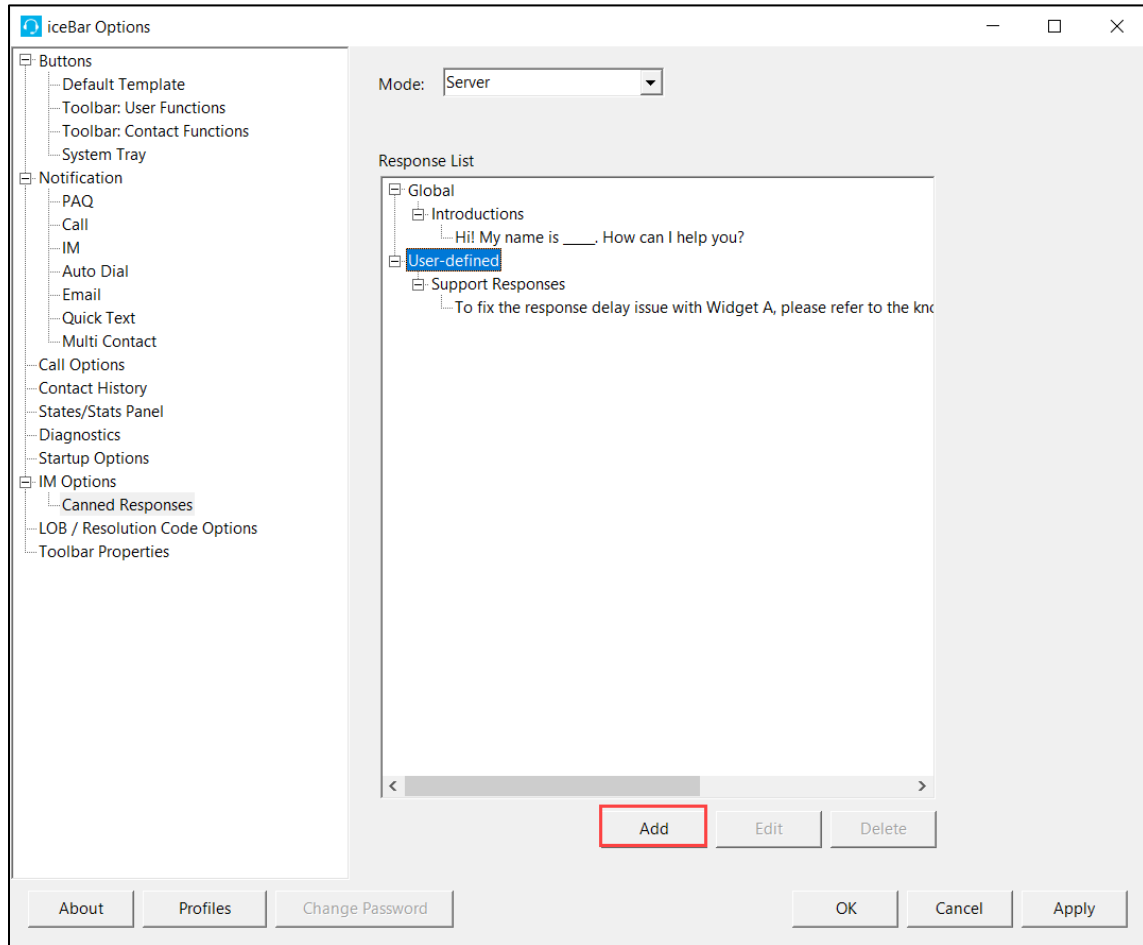 iceBar Options
Buttons
Default Template
Toolbar: User Functions
Toolbar: Contact Functions
System Tray
Notification
PAQ
Call
IM
Auto Dial
Email
Quick Text
Multi Contact
Call Options
Contact History
States/Stats Panel
Diagnostics
Startup Options
IM Options
Canned Responses
LOB / Resolution Code Options
Toolbar Properties
Mode: Server
Response List
Global
Introductions
Hi! My name is ____. How can I help you?
User-defined
Support Responses
To fix the response delay issue with Widget A, please refer to the kno
Add Edit Delete
About Profiles Change Password OK Cancel Apply